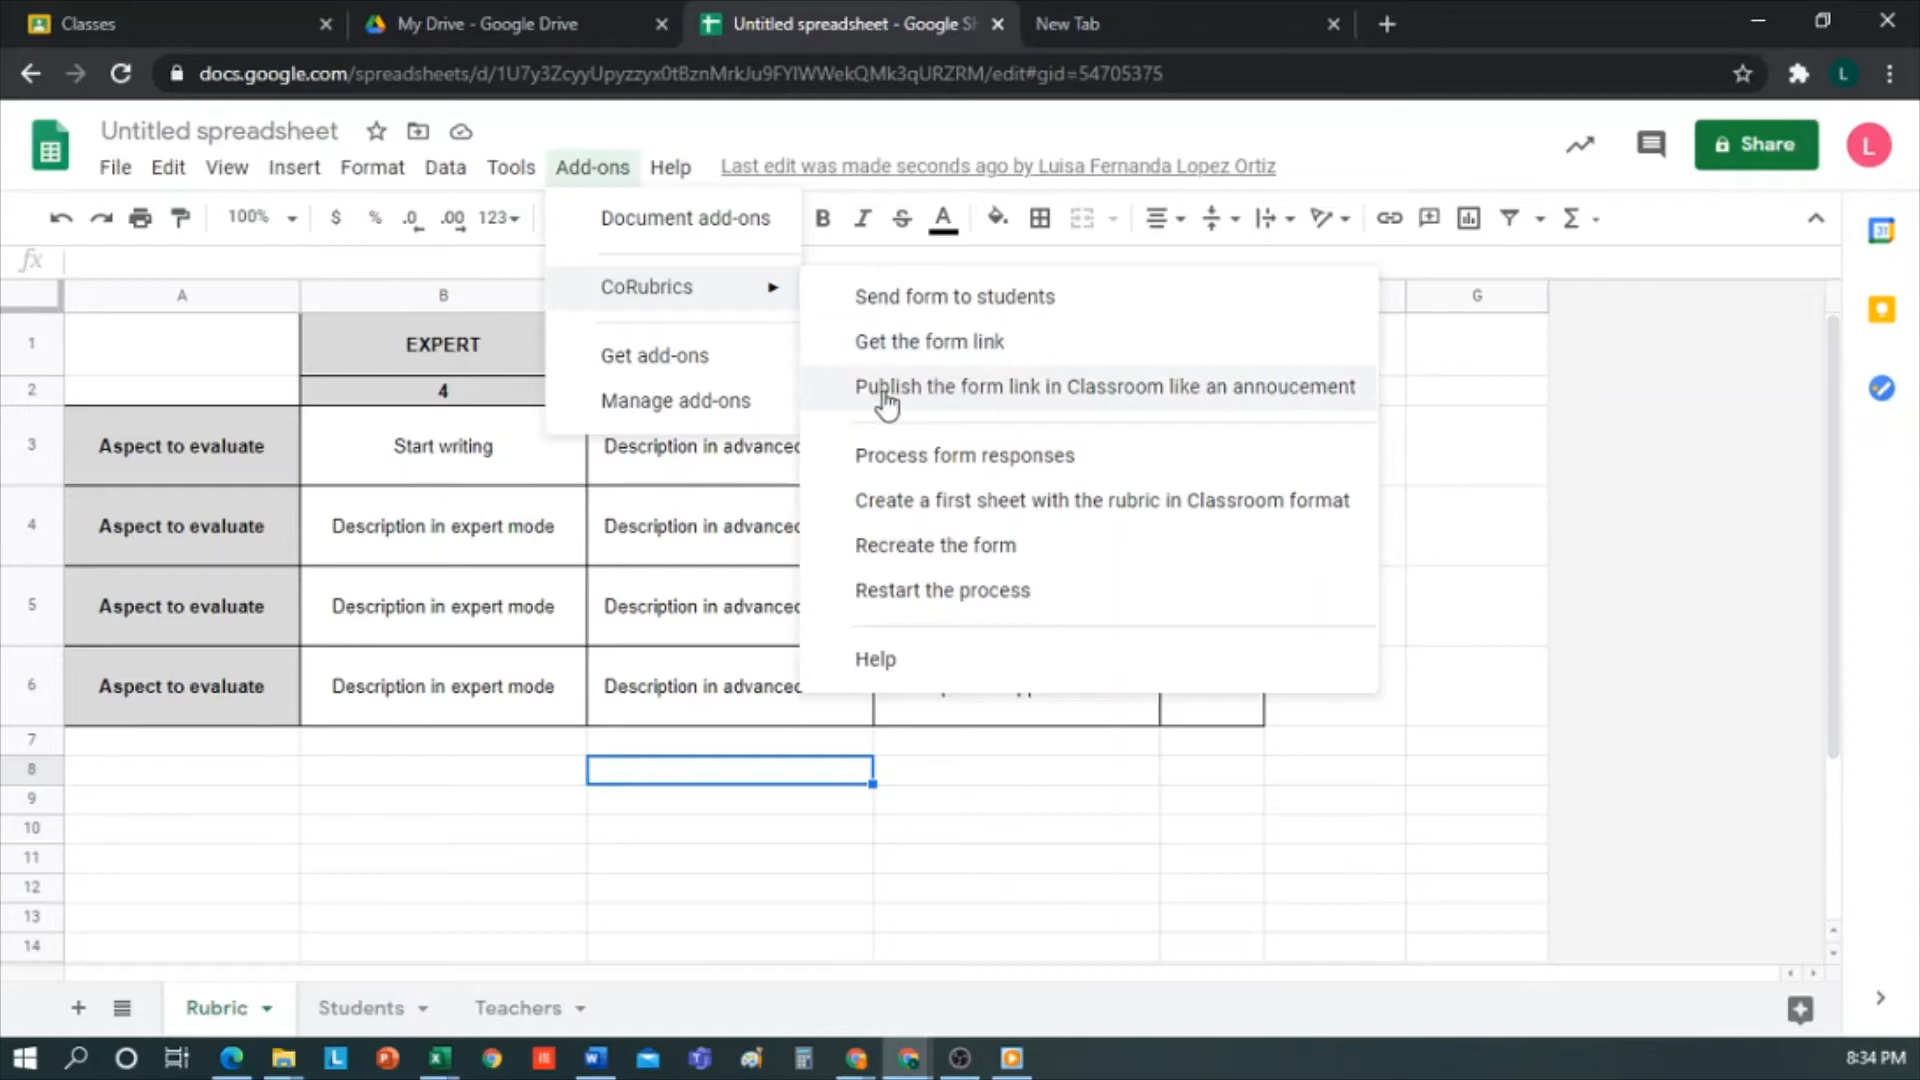 Classes
My Drive - Google Drive
Untitled spreadsheet - Google Sh
New Tab
docs.google.com/spreadsheets/d/1U7y3ZcyyUpyzzyx0tBznMrkJu9FYIWWekQMk3qURZRM/edit#gid=54705375
L
Untitled spreadsheet
File Edit View Insert Format Data Tools Add-ons Help Last edit was made seconds ago by Luisa Fernanda Lopez Ortiz
Share
L
100% $ % .0 .00 123 B I S A Σ
31
fx
Document add-ons
CoRubrics
Get add-ons
Manage add-ons
Send form to students
Get the form link
Publish the form link in Classroom like an annoucement
Process form responses
Create a first sheet with the rubric in Classroom format
Recreate the form
Restart the process
Help
A B G
1 EXPERT
2 4
3 Aspect to evaluate Start writing Description in advanced
4 Aspect to evaluate Description in expert mode Description in advanced
5 Aspect to evaluate Description in expert mode Description in advanced
6 Aspect to evaluate Description in expert mode Description in advanced
7
8
9
10
11
12
13
14
Rubric Students Teachers
8:34 PM